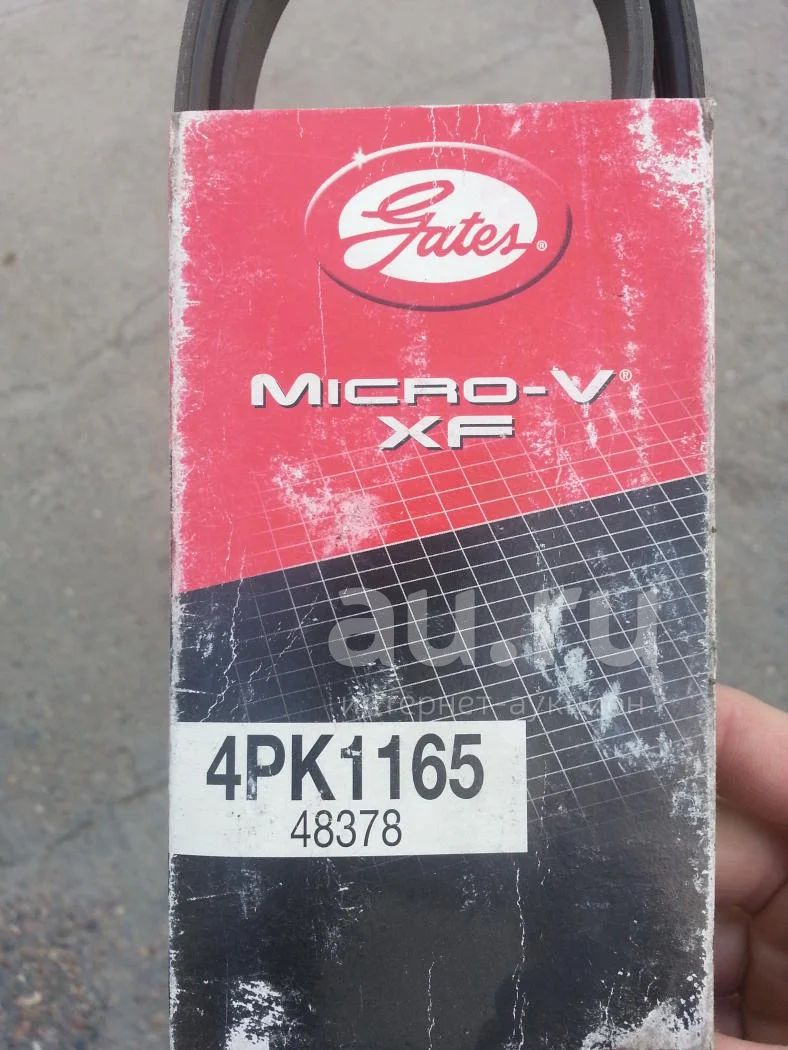 Gates®
MICRO-V®
XF
au.ru
интернет-аукцион
4PK1165
48378